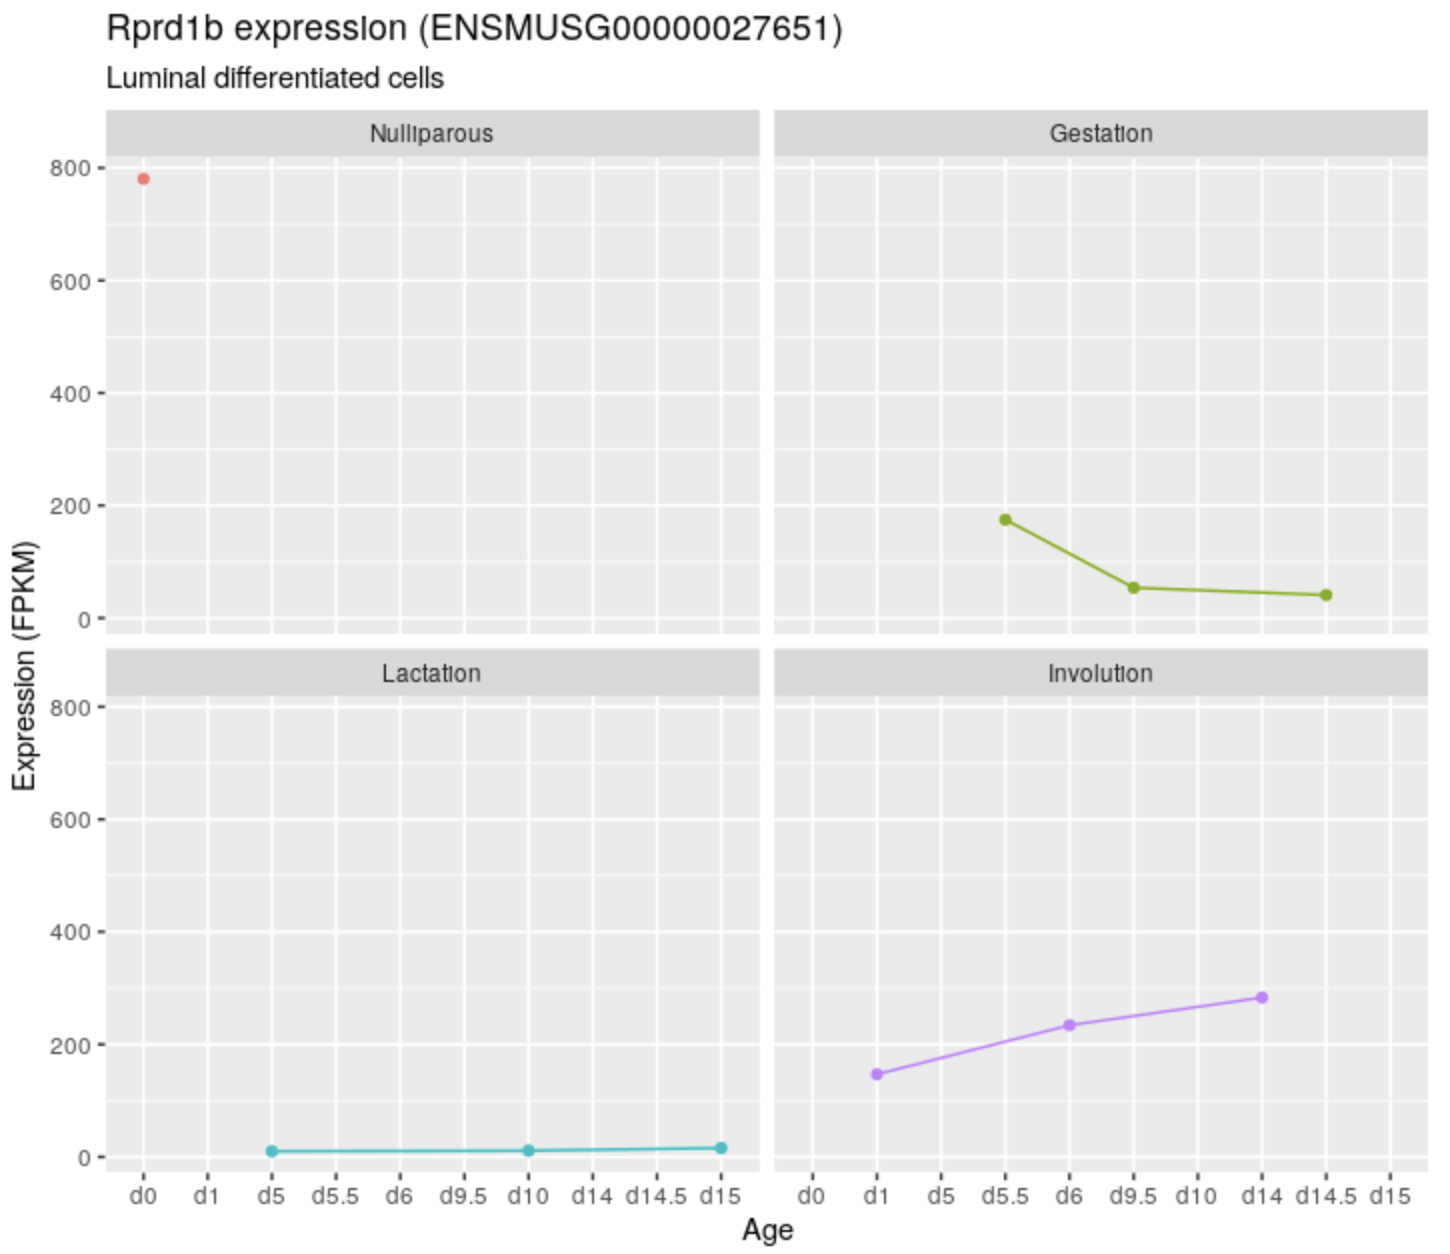 Rprd1b expression (ENSMUSG00000027651)
Luminal differentiated cells
Nulliparous
Gestation
800
600
400
200
0
Lactation
Involution
800
600
400
200
0
Expression (FPKM)
d0 d1 d5 d5.5 d6 d9.5 d10 d14 d14.5 d15
d0 d1 d5 d5.5 d6 d9.5 d10 d14 d14.5 d15
Age